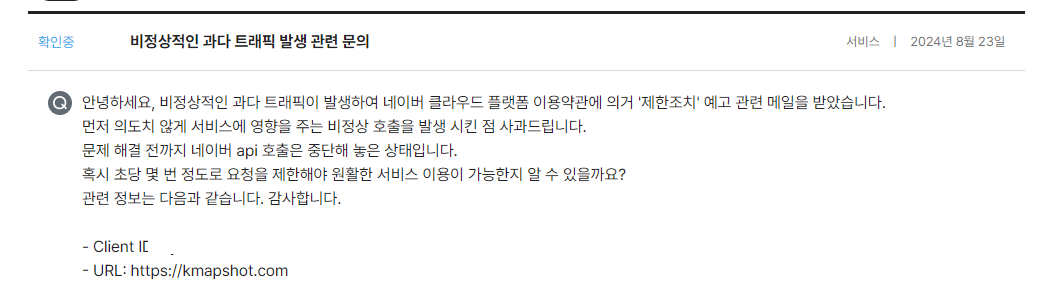 확인중 비정상적인 과다 트래픽 발생 관련 문의 서비스 | 2024년 8월 23일
Q 안녕하세요, 비정상적인 과다 트래픽이 발생하여 네이버 클라우드 플랫폼 이용약관에 의거 '제한조치' 예고 관련 메일을 받았습니다.
먼저 의도치 않게 서비스에 영향을 주는 비정상 호출을 발생 시킨 점 사과드립니다.
문제 해결 전까지 네이버 api 호출은 중단해 놓은 상태입니다.
혹시 초당 몇 번 정도로 요청을 제한해야 원활한 서비스 이용이 가능한지 알 수 있을까요?
관련 정보는 다음과 같습니다. 감사합니다.
- Client ID
- URL: https://kmapshot.com